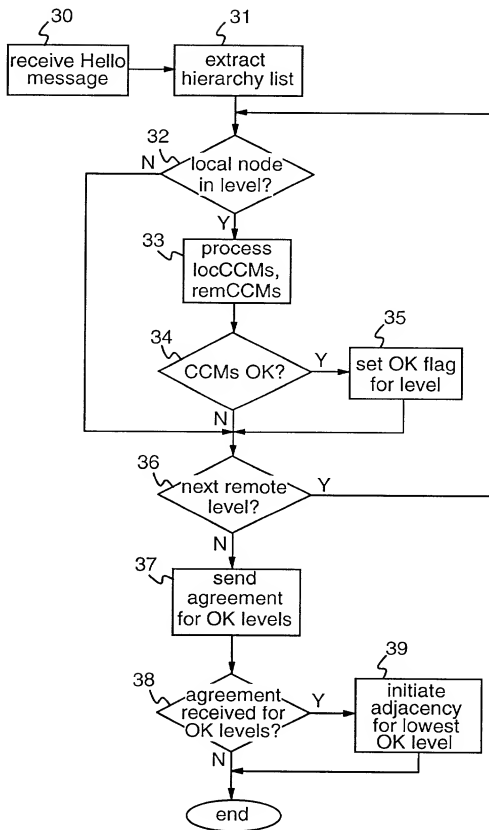 30
receive Hello
message
31
extract
hierarchy list
32
N
local node
in level?
Y
33
process
locCCMs,
remCCMs
34
CCMs OK?
Y
N
35
set OK flag
for level
36
next remote
level?
Y
N
37
send
agreement
for OK levels
38
agreement
received for
OK levels?
Y
N
39
initiate
adjacency
for lowest
OK level
end